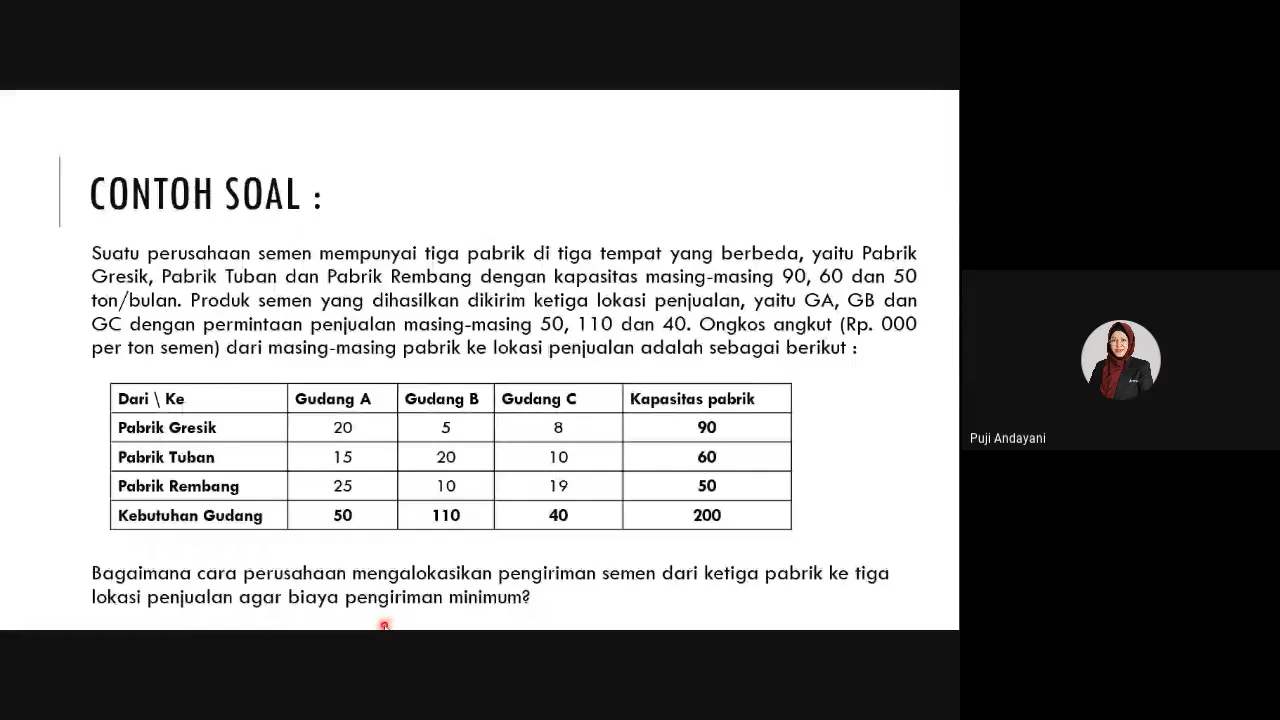 CONTOH SOAL :
Suatu perusahaan semen mempunyai tiga pabrik di tiga tempat yang berbeda, yaitu Pabrik
Gresik, Pabrik Tuban dan Pabrik Rembang dengan kapasitas masing-masing 90, 60 dan 50
ton/bulan. Produk semen yang dihasilkan dikirim ketiga lokasi penjualan, yaitu GA, GB dan
GC dengan permintaan penjualan masing-masing 50, 110 dan 40. Ongkos angkut (Rp. 000
per ton semen) dari masing-masing pabrik ke lokasi penjualan adalah sebagai berikut :
Dari \ Ke Gudang A Gudang B Gudang C Kapasitas pabrik
Pabrik Gresik 20 5 8 90
Pabrik Tuban 15 20 10 60
Pabrik Rembang 25 10 19 50
Kebutuhan Gudang 50 110 40 200
Bagaimana cara perusahaan mengalokasikan pengiriman semen dari ketiga pabrik ke tiga
lokasi penjualan agar biaya pengiriman minimum?
Puji Andayani